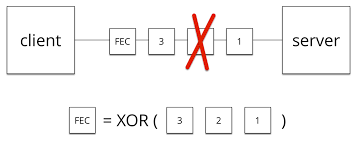 client FEC 3 1 server
FEC = XOR ( 3 2 1 )